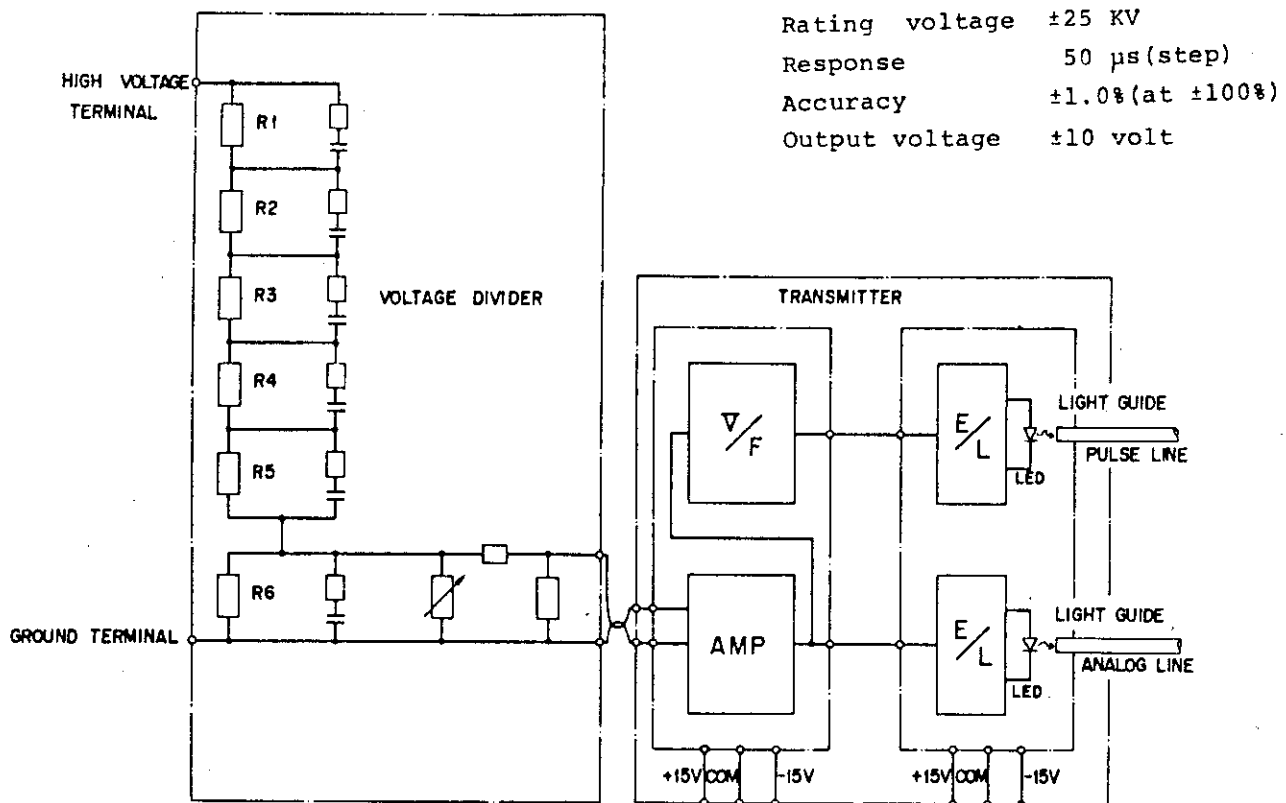 Rating voltage ±25 KV
Response 50 μs(step)
Accuracy ±1.0%(at ±100%)
Output voltage ±10 volt
HIGH VOLTAGE
TERMINAL
R1
R2
R3
VOLTAGE DIVIDER
R4
R5
R6
GROUND TERMINAL
TRANSMITTER
V/F
E/L
LED
LIGHT GUIDE
PULSE LINE
AMP
E/L
LED
LIGHT GUIDE
ANALOG LINE
+15V COM -15V
+15V COM -15V